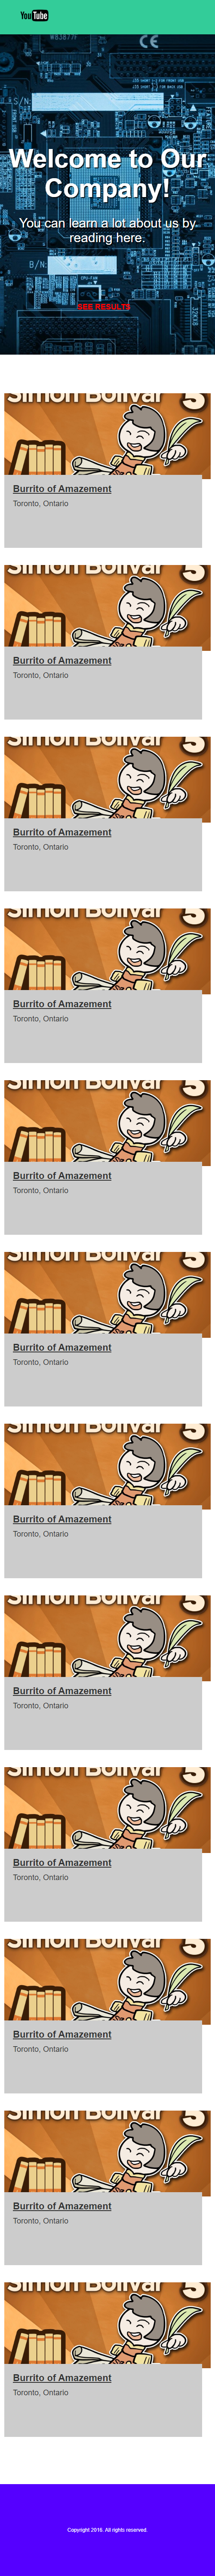 YouTube
W83877F
Welcome to Our
Company!
You can learn a lot about us by
reading here.
B/N:
CPU-FAN
SEE RESULTS
Simon Bolivar
Burrito of Amazement
Toronto, Ontario
Simon Bolivar
Burrito of Amazement
Toronto, Ontario
Simon Bolivar
Burrito of Amazement
Toronto, Ontario
Simon Bolivar
Burrito of Amazement
Toronto, Ontario
Simon Bolivar
Burrito of Amazement
Toronto, Ontario
Simon Bolivar
Burrito of Amazement
Toronto, Ontario
Simon Bolivar
Burrito of Amazement
Toronto, Ontario
Simon Bolivar
Burrito of Amazement
Toronto, Ontario
Simon Bolivar
Burrito of Amazement
Toronto, Ontario
Simon Bolivar
Burrito of Amazement
Toronto, Ontario
Simon Bolivar
Burrito of Amazement
Toronto, Ontario
Simon Bolivar
Burrito of Amazement
Toronto, Ontario
Copyright 2016. All rights reserved.